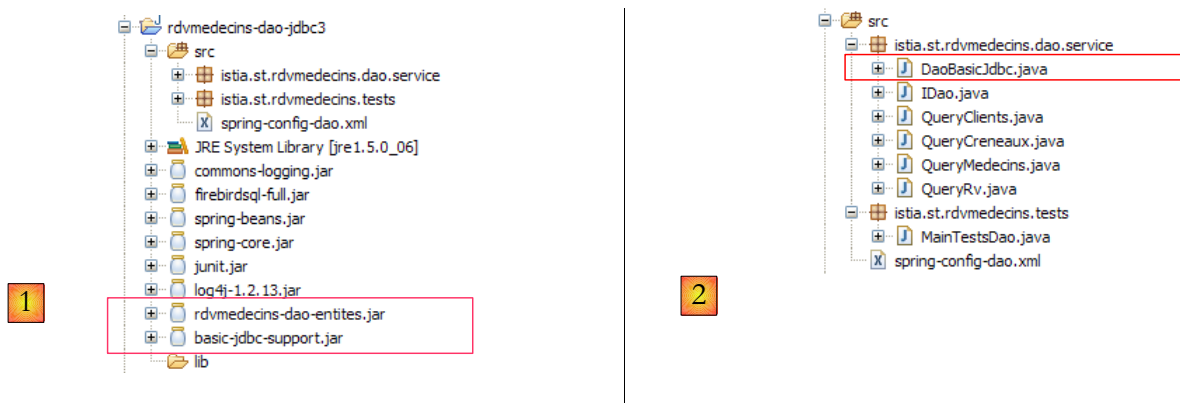 rdvmedecins-dao-jdbc3
src
istia.st.rdvmedecins.dao.service
istia.st.rdvmedecins.tests
spring-config-dao.xml
JRE System Library [jre1.5.0_06]
commons-logging.jar
firebirdsql-full.jar
spring-beans.jar
spring-core.jar
junit.jar
log4j-1.2.13.jar
rdvmedecins-dao-entites.jar
basic-jdbc-support.jar
lib
1
src
istia.st.rdvmedecins.dao.service
DaoBasicJdbc.java
IDao.java
QueryClients.java
QueryCreneaux.java
QueryMedecins.java
QueryRv.java
istia.st.rdvmedecins.tests
MainTestsDao.java
spring-config-dao.xml
2